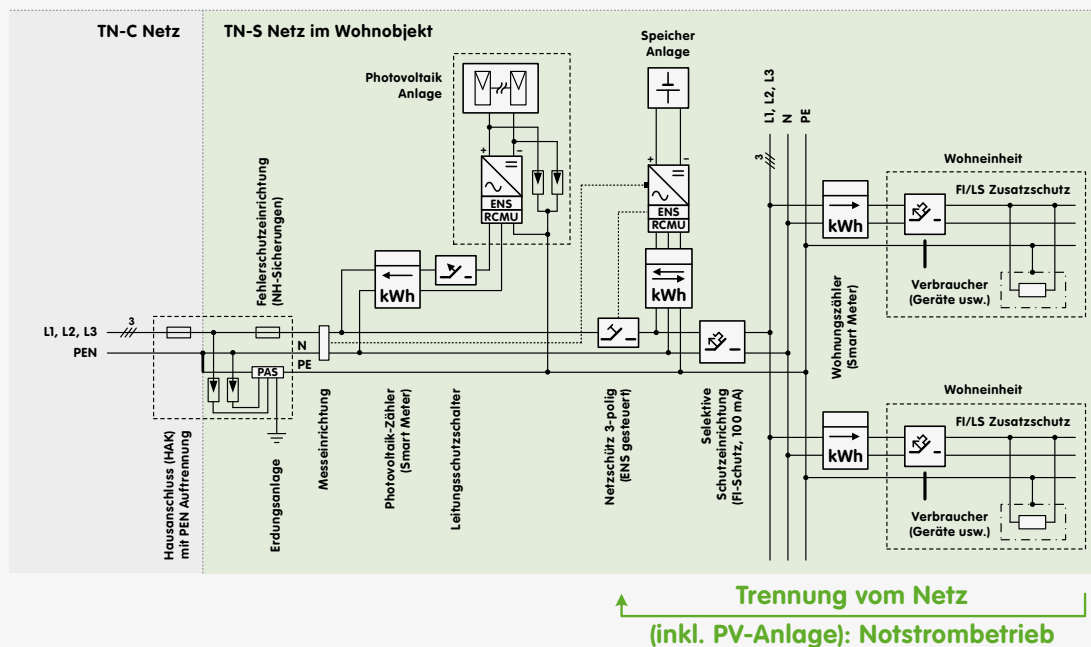 TN-C Netz
TN-S Netz im Wohnobjekt
Photovoltaik
Anlage
+
–
ENS
RCMU
Speicher
Anlage
+
–
ENS
RCMU
L1, L2, L3
N
PE
3
Wohneinheit
FI/LS Zusatzschutz
kWh
Verbraucher
(Geräte usw.)
Wohnungszähler
(Smart Meter)
Fehlerschutzeinrichtung
(NH-Sicherungen)
kWh
kWh
L1, L2, L3
3
PEN
N
PE
PAS
Hausanschluss (HAK)
mit PEN Auftrennung
Erdungsanlage
Messeinrichtung
Photovoltaik-Zähler
(Smart Meter)
Leitungsschutzschalter
Netzschütz 3-polig
(ENS gesteuert)
Selektive
Schutzeinrichtung
(FI-Schutz, 100 mA)
Wohneinheit
FI/LS Zusatzschutz
kWh
Verbraucher
(Geräte usw.)
Trennung vom Netz
(inkl. PV-Anlage): Notstrombetrieb